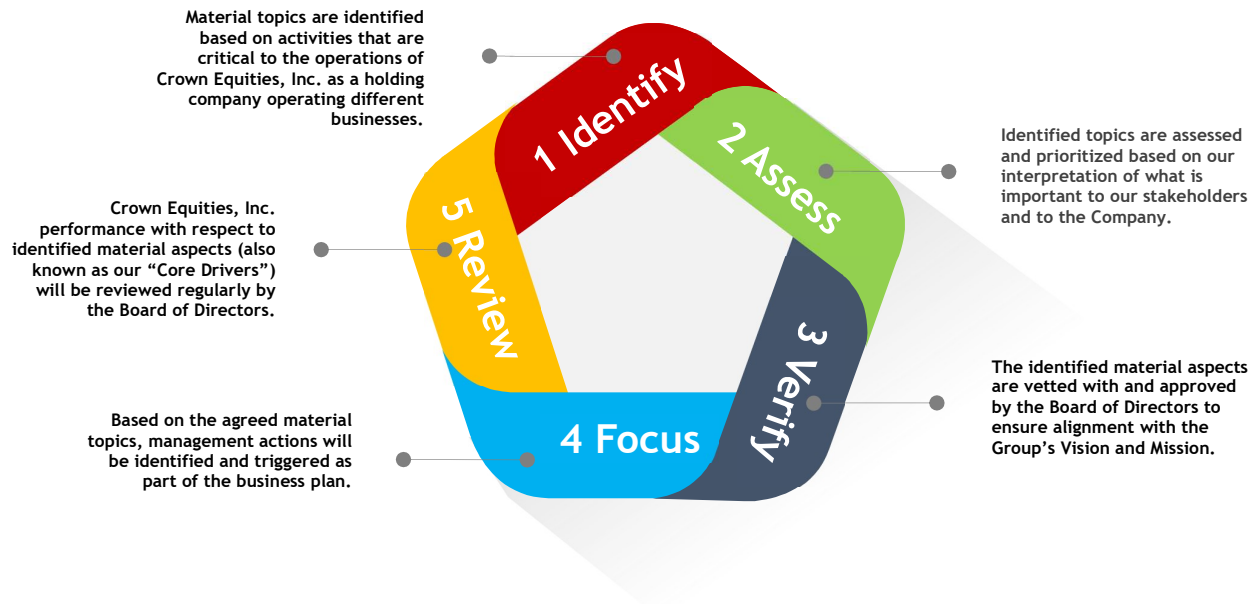 Material topics are identified
based on activities that are
critical to the operations of
Crown Equities, Inc. as a holding
company operating different
businesses.
1 Identify
2 Assess
Identified topics are assessed
and prioritized based on our
interpretation of what is
important to our stakeholders
and to the Company.
3 Verify
The identified material aspects
are vetted with and approved
by the Board of Directors to
ensure alignment with the
Group’s Vision and Mission.
4 Focus
Based on the agreed material
topics, management actions will
be identified and triggered as
part of the business plan.
5 Review
Crown Equities, Inc.
performance with respect to
identified material aspects (also
known as our “Core Drivers”)
will be reviewed regularly by
the Board of Directors.